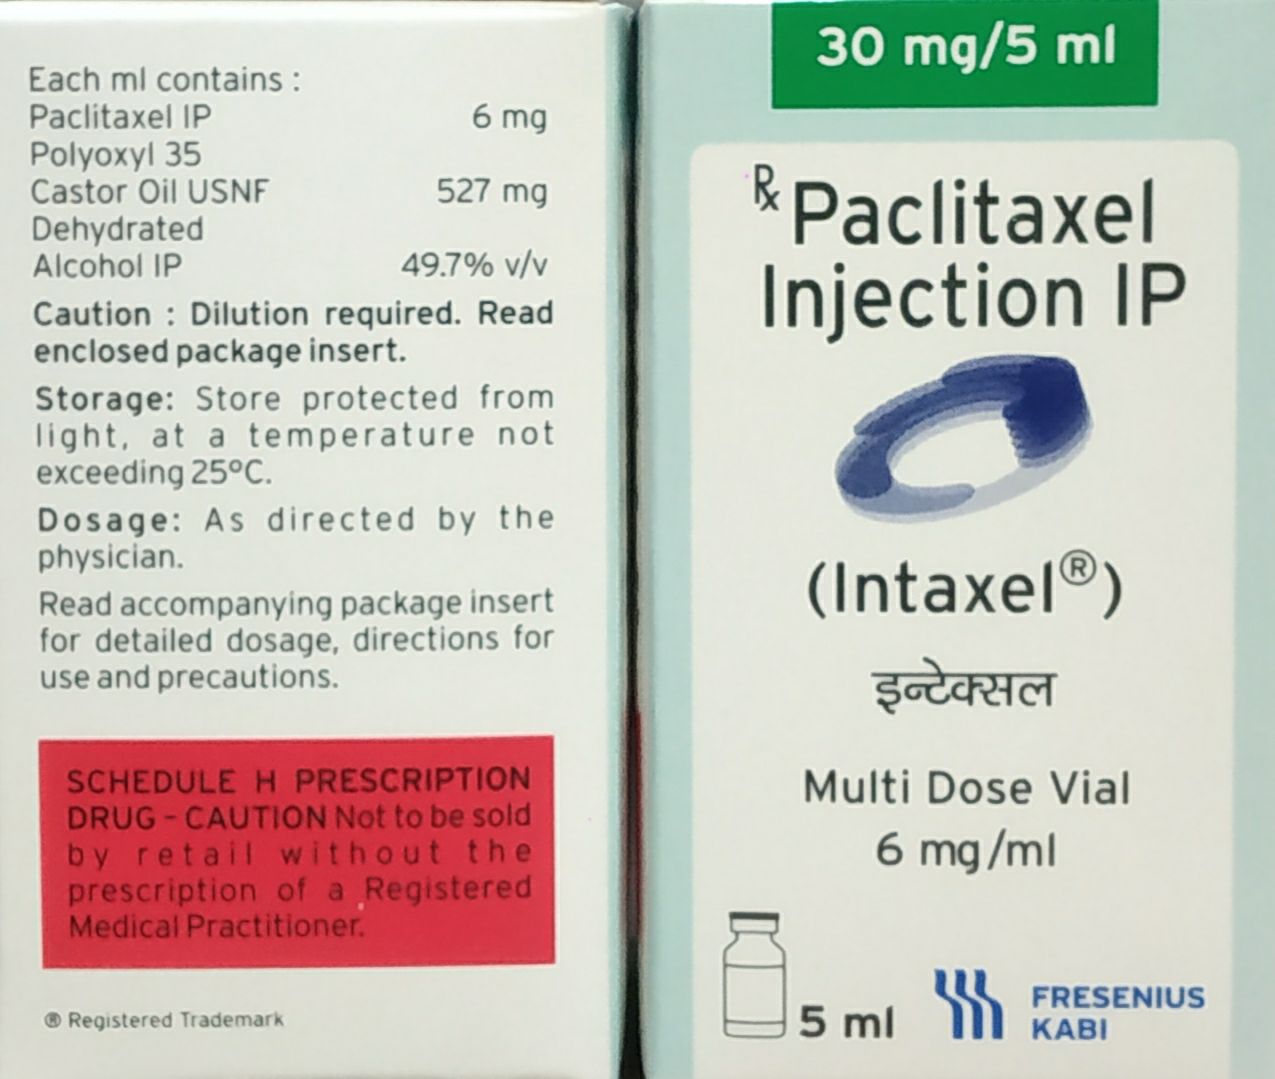 Each ml contains :
Paclitaxel IP 6 mg
Polyoxyl 35
Castor Oil USNF 527 mg
Dehydrated
Alcohol IP 49.7% v/v
Caution : Dilution required. Read
enclosed package insert.
Storage: Store protected from
light, at a temperature not
exceeding 25°C.
Dosage: As directed by the
physician.
Read accompanying package insert
for detailed dosage, directions for
use and precautions.
SCHEDULE H PRESCRIPTION
DRUG - CAUTION Not to be sold
by retail without the
prescription of a Registered
Medical Practitioner.
® Registered Trademark
30 mg/5 ml
Rx Paclitaxel
Injection IP
(Intaxel®)
इन्टेक्सल
Multi Dose Vial
6 mg/ml
5 ml
FRESENIUS
KABI